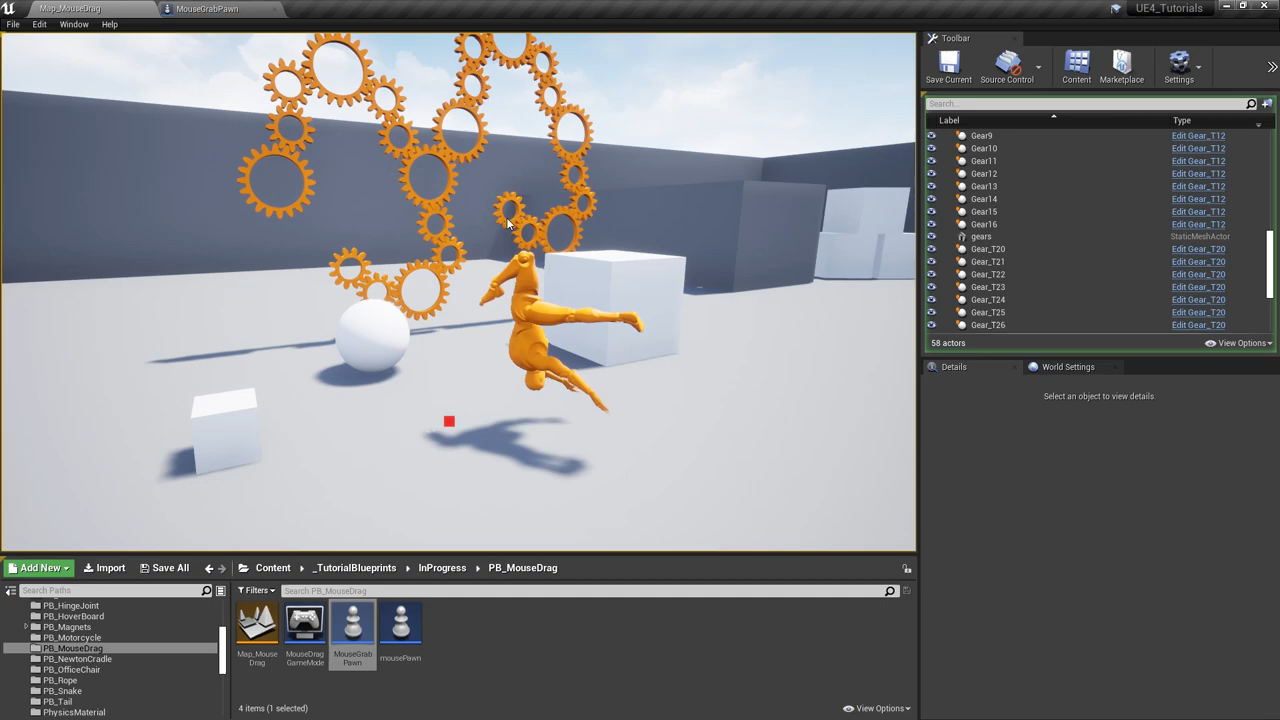 Map_MouseDrag
MouseGrabPawn
UE4_Tutorials
File Edit Window Help
Toolbar
Save Current
Source Control
Content
Marketplace
Settings
Search...
Label Type
Gear9 Edit Gear_T12
Gear10 Edit Gear_T12
Gear11 Edit Gear_T12
Gear12 Edit Gear_T12
Gear13 Edit Gear_T12
Gear14 Edit Gear_T12
Gear15 Edit Gear_T12
Gear16 Edit Gear_T12
gears StaticMeshActor
Gear_T20 Edit Gear_T20
Gear_T21 Edit Gear_T20
Gear_T22 Edit Gear_T20
Gear_T23 Edit Gear_T20
Gear_T24 Edit Gear_T20
Gear_T25 Edit Gear_T20
Gear_T26 Edit Gear_T20
58 actors View Options
Details World Settings
Select an object to view details.
Add New Import Save All Content _TutorialBlueprints InProgress PB_MouseDrag
Search Paths
Filters Search PB_MouseDrag
PB_HingeJoint
PB_HoverBoard
PB_Magnets
PB_Motorcycle
PB_MouseDrag
PB_NewtonCradle
PB_OfficeChair
PB_Rope
PB_Snake
PB_Tail
PhysicsMaterial
Map_Mouse
Drag
MouseDrag
GameMode
MouseGrab
Pawn
mousePawn
4 items (1 selected) View Options